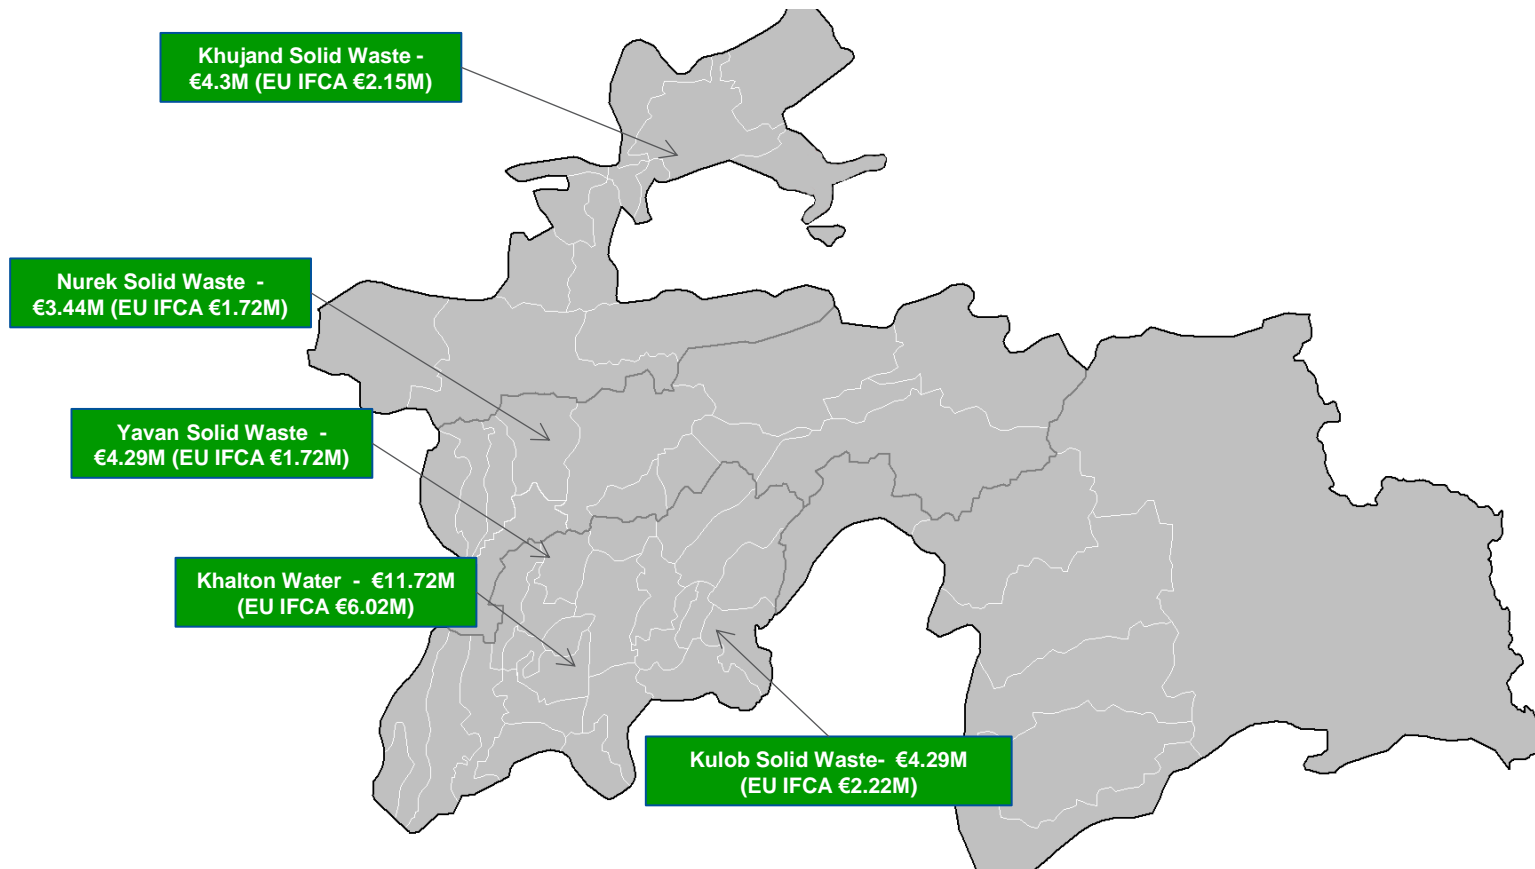 Khujand Solid Waste -
€4.3M (EU IFCA €2.15M)
Nurek Solid Waste -
€3.44M (EU IFCA €1.72M)
Yavan Solid Waste -
€4.29M (EU IFCA €1.72M)
Khalton Water - €11.72M
(EU IFCA €6.02M)
Kulob Solid Waste- €4.29M
(EU IFCA €2.22M)